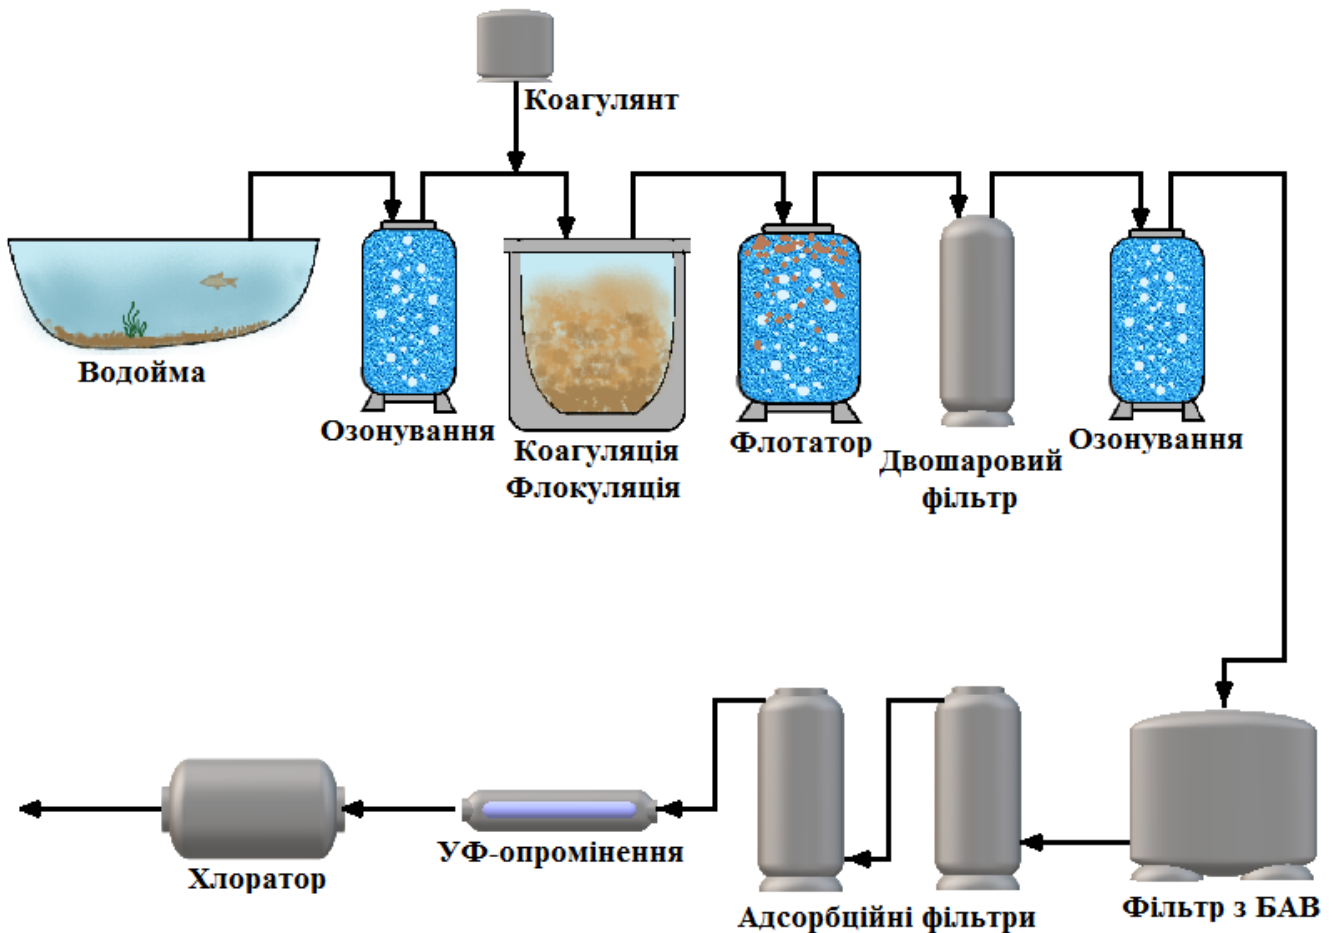 Коагулянт
Водойма
Озонування
Коагуляція
Флокуляція
Флотатор
Двошаровий
фільтр
Озонування
Хлоратор
УФ-опромінення
Адсорбційні фільтри
Фільтр з БАВ